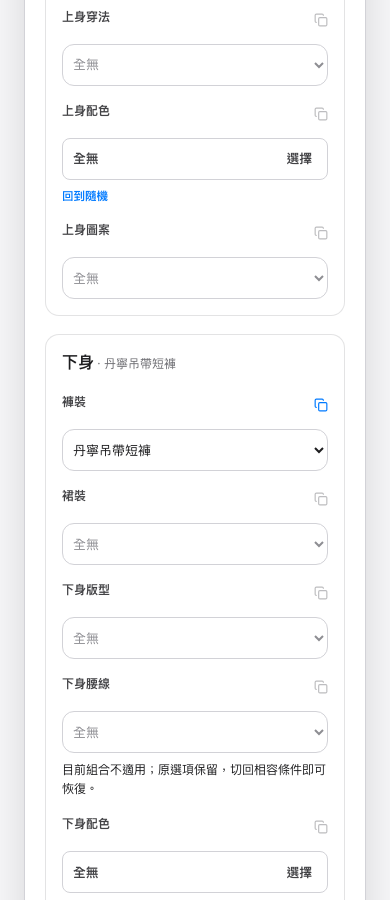 上身穿法
全無
上身配色
全無 選擇
回到隨機
上身圖案
全無
下身 · 丹寧吊帶短褲
褲裝
丹寧吊帶短褲
裙裝
全無
下身版型
全無
下身腰線
全無
目前組合不適用；原選項保留，切回相容條件即可
恢復。
下身配色
全無 選擇